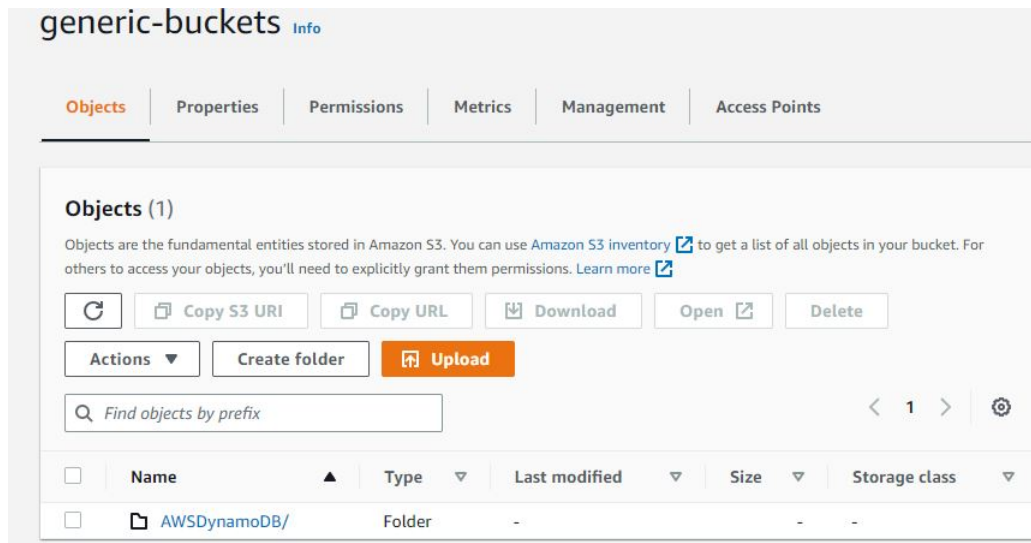 generic-buckets Info
Objects Properties Permissions Metrics Management Access Points
Objects (1)
Objects are the fundamental entities stored in Amazon S3. You can use Amazon S3 inventory to get a list of all objects in your bucket. For
others to access your objects, you'll need to explicitly grant them permissions. Learn more
Copy S3 URI Copy URL Download Open Delete
Actions Create folder Upload
Find objects by prefix 1
Name Type Last modified Size Storage class
AWSDynamoDB/ Folder - - -